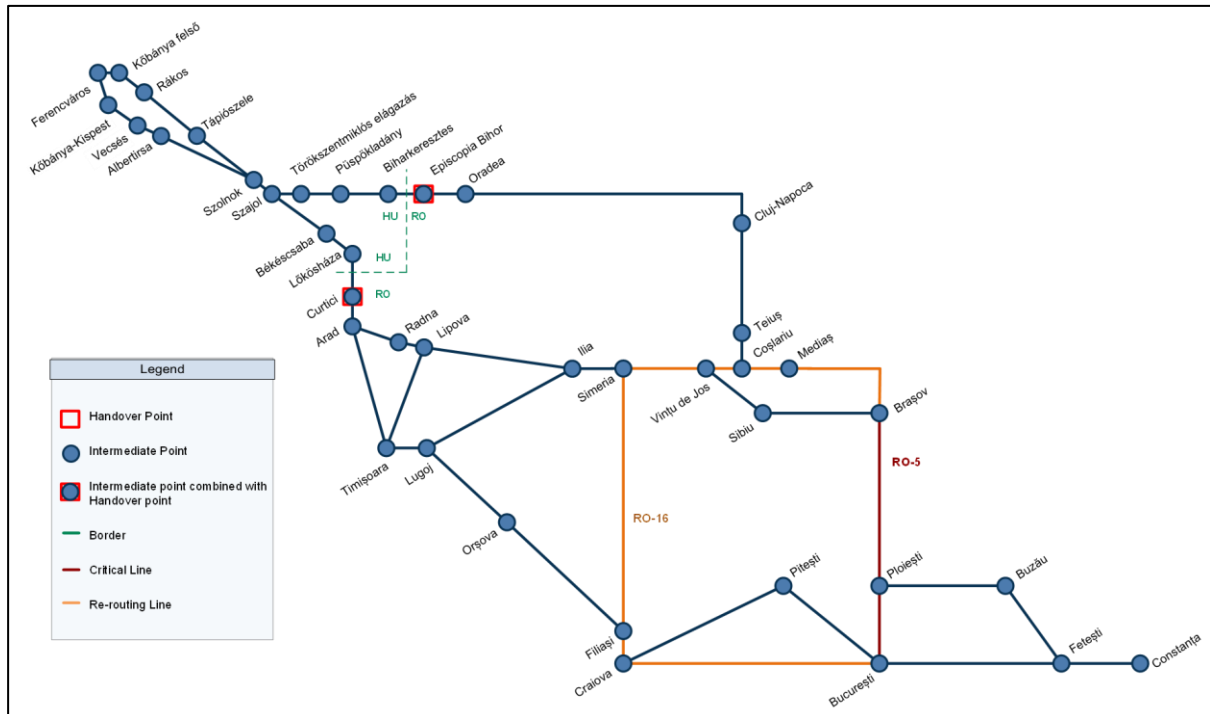 Kőbánya felső
Ferencváros
Rákos
Kőbánya-Kispest
Vecsés
Albertirsa
Tápiószele
Szolnok
Szajol
Törökszentmiklós elágazás
Püspökladány
Biharkeresztes
Episcopia Bihor
Oradea
HU
RO
Cluj-Napoca
Békéscsaba
Lőkösháza
HU
RO
Curtici
Arad
Radna
Lipova
Ilia
Simeria
Teiuș
Coșlariu
Mediaș
Vințu de Jos
Sibiu
Brașov
Timișoara
Lugoj
RO-5
RO-16
Orșova
Pitești
Ploiești
Buzău
Filiași
Craiova
București
Fetești
Constanța
Legend
Handover Point
Intermediate Point
Intermediate point combined with
Handover point
Border
Critical Line
Re-routing Line